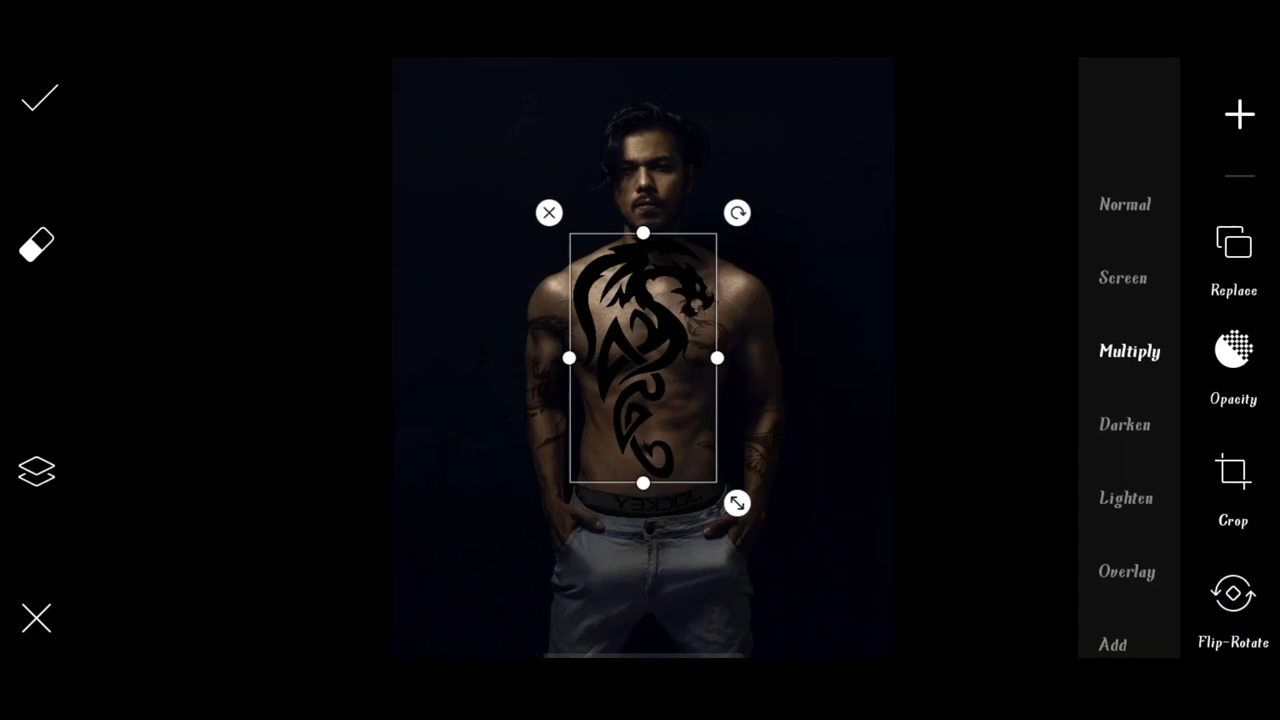 Normal
Screen
Multiply
Darken
Lighten
Overlay
Add
Replace
Opacity
Crop
Flip-Rotate
JOCKEY